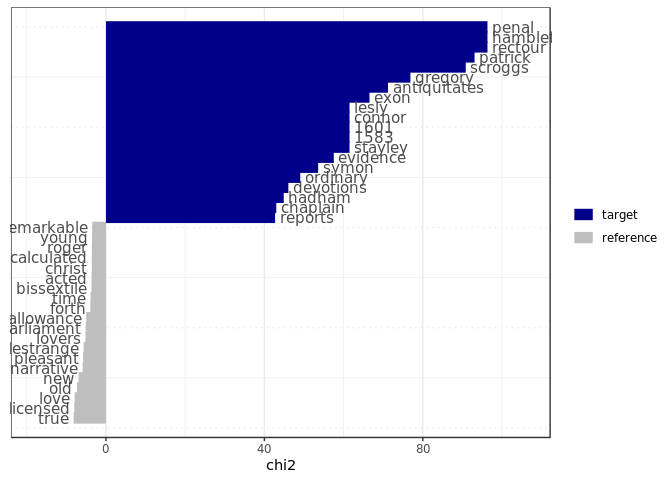 penal
hamblet
rectour
patrick
scroggs
gregory
antiquitates
exon
lesly
connor
1601
1583
stayley
evidence
symon
ordinary
devotions
hadham
chaplain
reports
emarkable
young
roger
calculated
christ
acted
bissextile
time
forth
allowance
arliament
lovers
lestrange
pleasant
narrative
new
old
love
licensed
true
0
40
80
chi2
target
reference